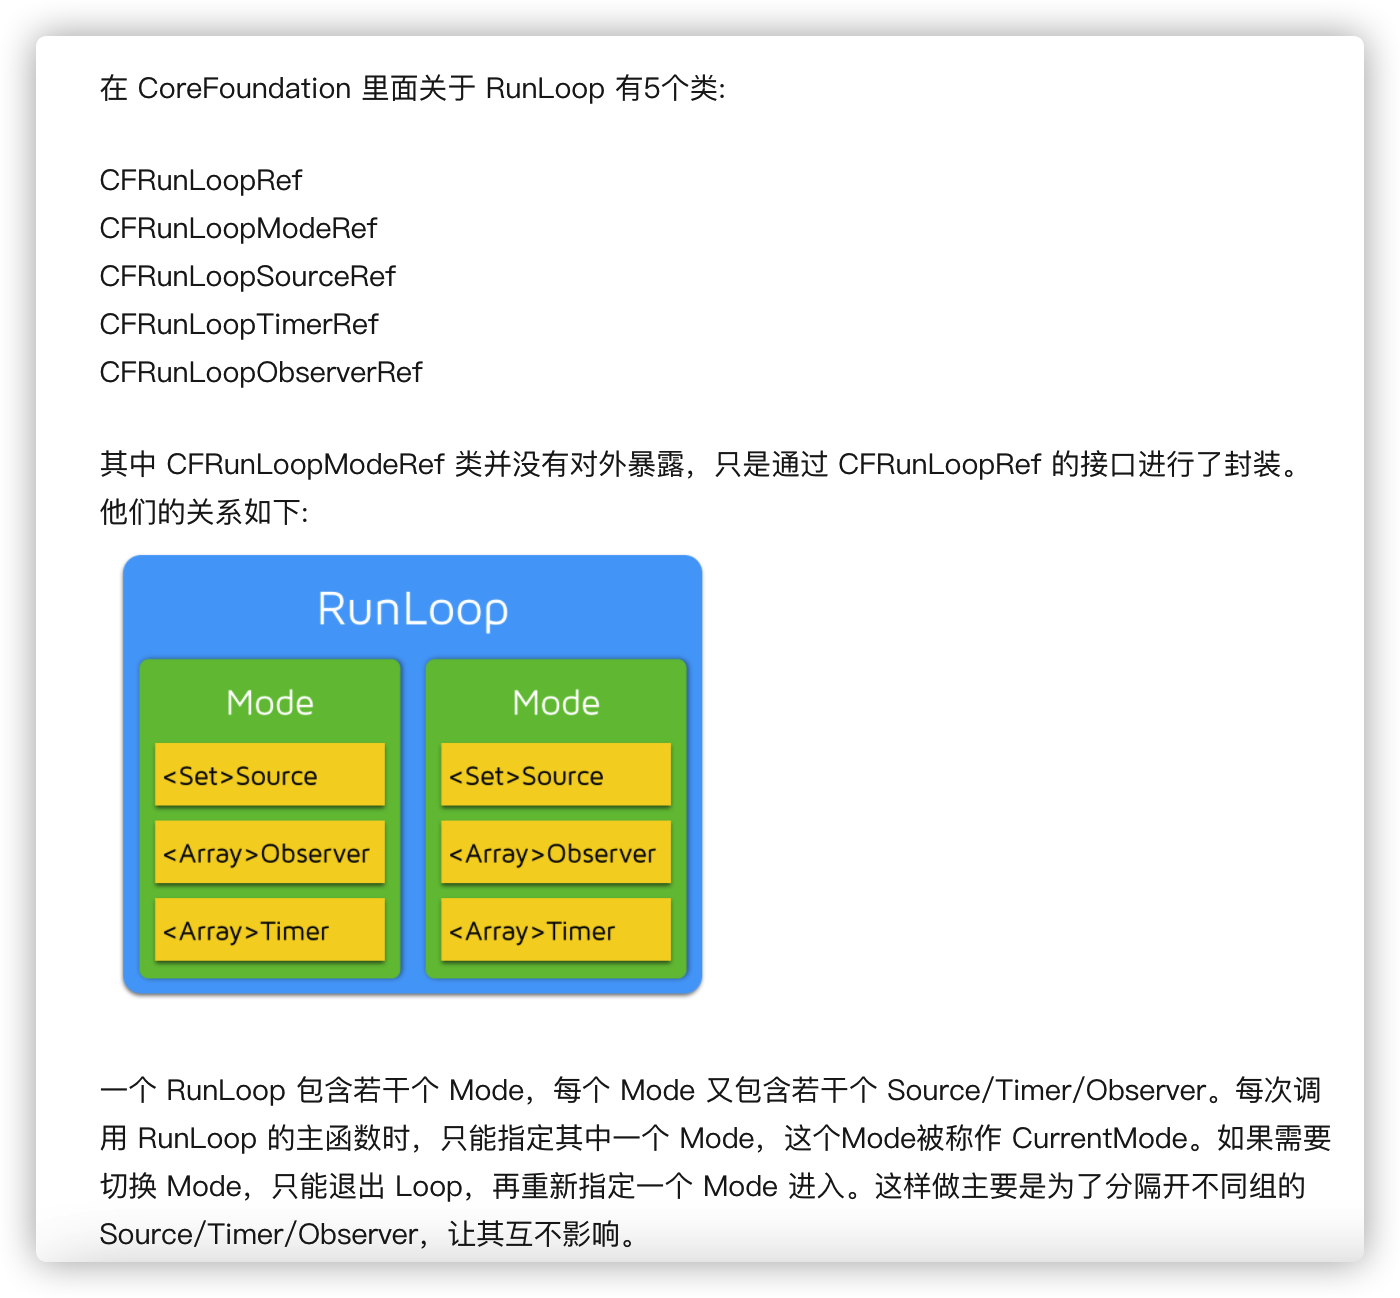 在 CoreFoundation 里面关于 RunLoop 有5个类:
CFRunLoopRef
CFRunLoopModeRef
CFRunLoopSourceRef
CFRunLoopTimerRef
CFRunLoopObserverRef
其中 CFRunLoopModeRef 类并没有对外暴露，只是通过 CFRunLoopRef 的接口进行了封装。
他们的关系如下:
RunLoop
Mode
<Set>Source
<Array>Observer
<Array>Timer
Mode
<Set>Source
<Array>Observer
<Array>Timer
一个 RunLoop 包含若干个 Mode，每个 Mode 又包含若干个 Source/Timer/Observer。每次调
用 RunLoop 的主函数时，只能指定其中一个 Mode，这个Mode被称作 CurrentMode。如果需要
切换 Mode，只能退出 Loop，再重新指定一个 Mode 进入。这样做主要是为了分隔开不同组的
Source/Timer/Observer，让其互不影响。